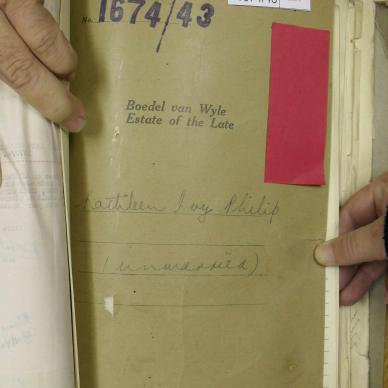 No. 1674/43
Boedel van Wyle
Estate of the Late
Kathleen Ivy Philip
(unmarried)